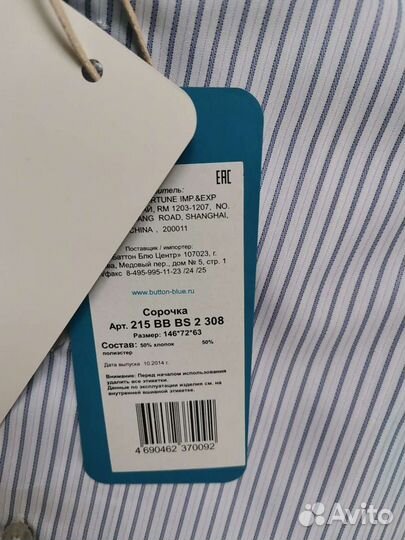 EAC
итель:
RTUNE IMP.&EXP
Й, RM 1203-1207, NO.
ANG ROAD, SHANGHAI,
CHINA , 200011
Поставщик / импортер:
Баттон Блю Центр» 107023, г.
ва, Медовый пер., дом № 5, стр. 1
/факс 8-495-995-11-23 /24 /25
www.button-blue.ru
Сорочка
Арт. 215 BB BS 2 308
Размер: 146*72*63
Состав: 50% хлопок 50%
полиэстер
Дата выпуска 10.2014 г.
Внимание: Перед началом использования
удалить все этикетки.
Данные по эксплуатации изделия см. на
внутренней вшивной этикетке.
4 690462 370092
Avito